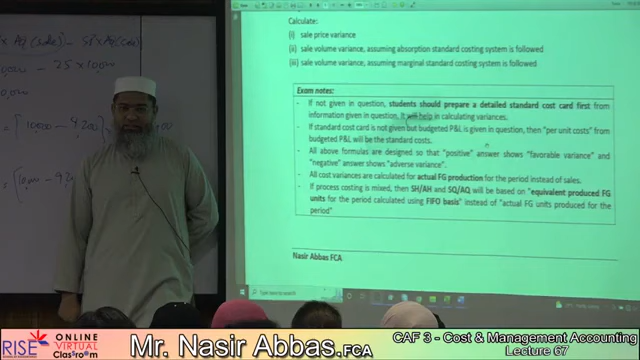 Calculate:
(i) sale price variance
(ii) sale volume variance, assuming absorption standard costing system is followed
(iii) sale volume variance, assuming marginal standard costing system is followed
Exam notes:
- If not given in question, students should prepare a detailed standard cost card first from
information given in question. It will help in calculating variances.
- If standard cost card is not given but budgeted P&L is given in question, then "per unit costs" from
budgeted P&L will be the standard costs.
- All above formulas are designed so that "positive" answer shows "favorable variance" and
"negative" answer shows "adverse variance".
- All cost variances are calculated for actual FG production for the period instead of sales.
- If process costing is mixed, then SH/AH and SQ/AQ will be based on "equivalent produced FG
units for the period calculated using FIFO basis" instead of "actual FG units produced for the
period"
Nasir Abbas FCA
RISE
ONLINE
VIRTUAL
Classroom
Mr. Nasir Abbas.FCA
CAF 3 - Cost & Management Accounting
Lecture 67